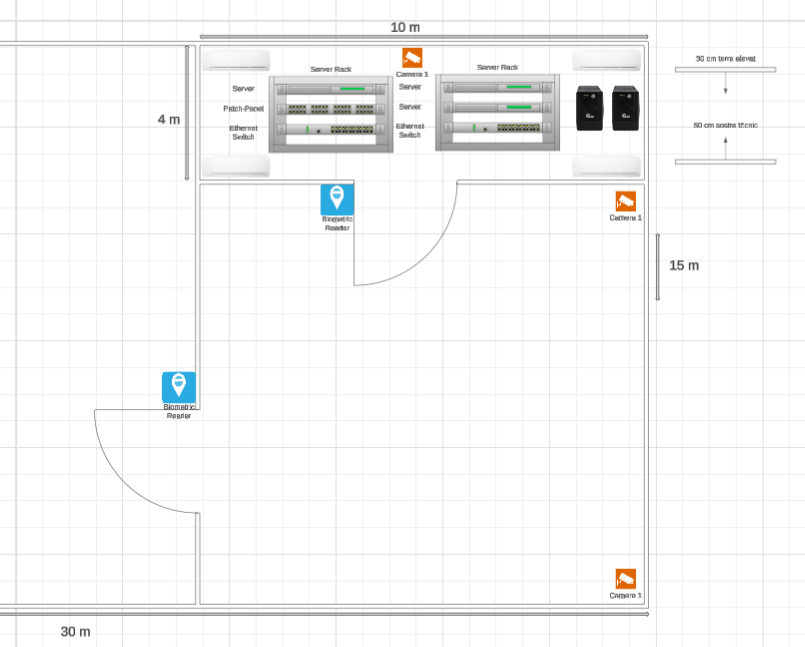 10 m
30 cm terra elevat
Server Rack
Server Rack
Camera 1
Server
Server
Patch-Panel
Server
4 m
Ethernet
Switch
Ethernet
Switch
50 cm sostre tècnic
Biometric
Reader
Camera 1
15 m
Biometric
Reader
Camera 1
30 m